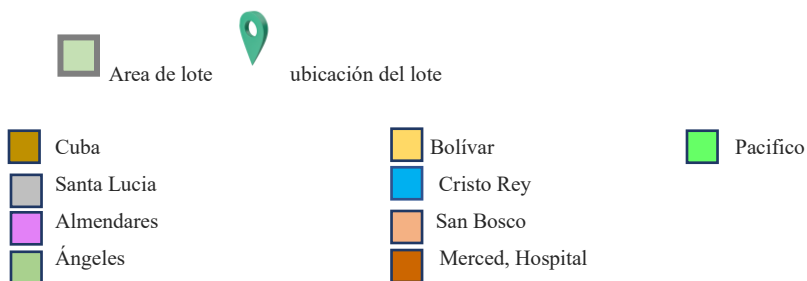 Area de lote
ubicación del lote
Cuba
Bolívar
Pacifico
Santa Lucia
Cristo Rey
Almendares
San Bosco
Ángeles
Merced, Hospital